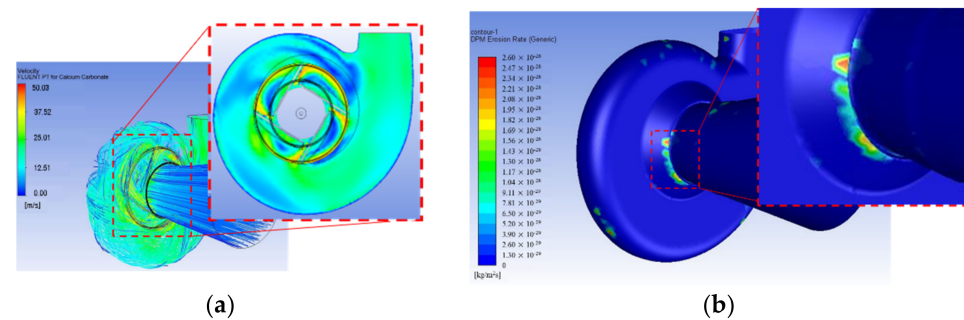 Velocity
FLUENT PT for Calcium Carbonate
50.03
37.52
25.01
12.51
0.00
[m/s]
(a)
contour-1
DPM Erosion Rate (Generic)
2.60 × 10⁻²⁸
2.47 × 10⁻²⁸
2.34 × 10⁻²⁸
2.21 × 10⁻²⁸
2.08 × 10⁻²⁸
1.95 × 10⁻²⁸
1.82 × 10⁻²⁸
1.69 × 10⁻²⁸
1.56 × 10⁻²⁸
1.43 × 10⁻²⁸
1.30 × 10⁻²⁸
1.17 × 10⁻²⁸
1.04 × 10⁻²⁸
9.11 × 10⁻²⁹
7.81 × 10⁻²⁹
6.50 × 10⁻²⁹
5.20 × 10⁻²⁹
3.90 × 10⁻²⁹
2.60 × 10⁻²⁹
1.30 × 10⁻²⁹
0
[kp/m²s]
(b)